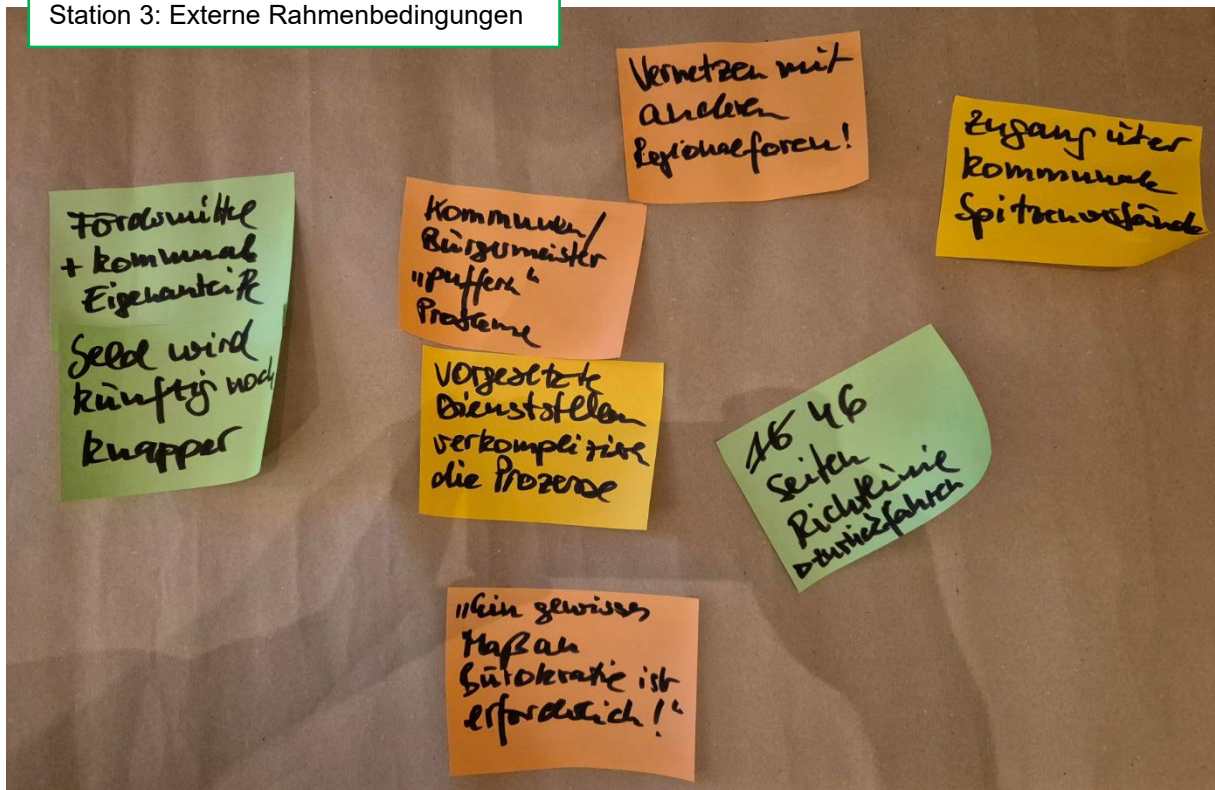 Station 3: Externe Rahmenbedingungen
Vernetzen mit
anderen
Regionalforen!
Zugang über
kommunale
Spitzenverbände
Fördermittel
+ kommunale
Eigenanteile
Geld wird
künftig noch
knapper
Kommunen/
Bürgermeister
"puffern"
Probleme
vorgesetzte
Dienststellen
verkomplizieren
die Prozesse
46
Seiten
Richtlinie
zurückfahren
"Ein gewisses
Maß an
Bürokratie ist
erforderlich!"